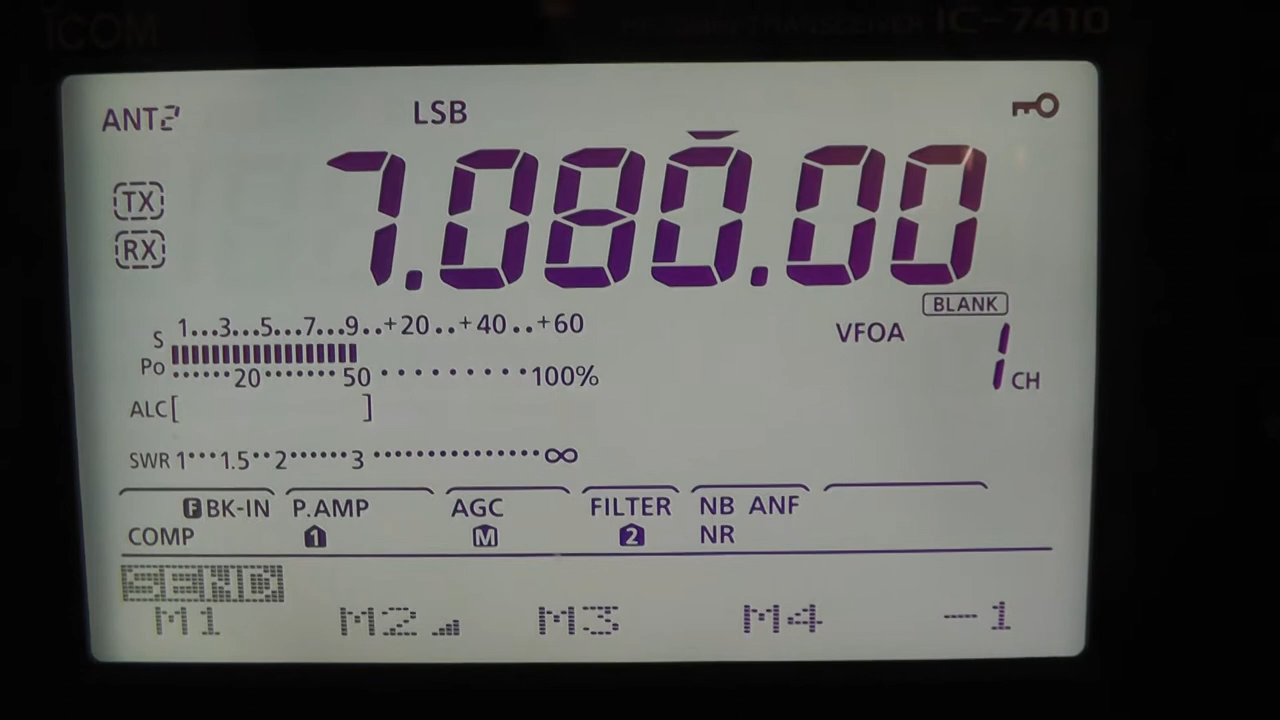 ICOM IC-7410
ANT2 LSB
7.080.00
TX
RX
BLANK
S 1...3...5...7...9..+20..+40..+60
VFOA 1 CH
Po ......20.......50..........100%
ALC[ ]
SWR 1...1.5..2......3.................∞
F BK-IN P.AMP AGC FILTER NB ANF
COMP 1 M 2 NR
SEND
M1 M2 M3 M4 -1